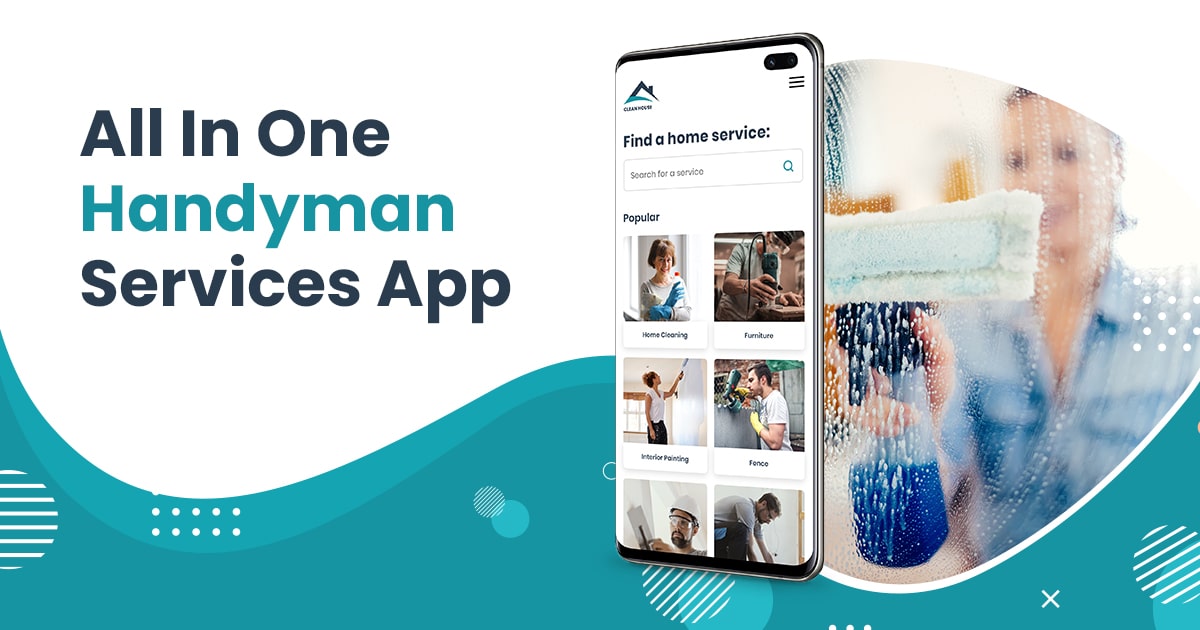 All In One
Handyman
Services App
CLEAN HOUSE
Find a home service:
Search for a service
Popular
Home Cleaning
Furniture
Interior Painting
Fence